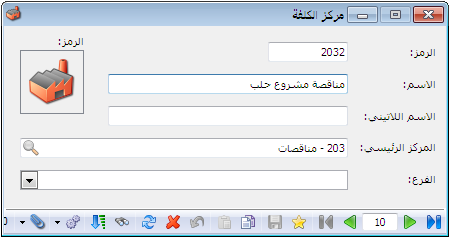 مركز الكلفة
الرمز: 2032
الرمز:
الاسم: مناقصة مشروع حلب
الاسم اللاتيني:
المركز الرئيسي: 203 - مناقصات
الفرع:
10